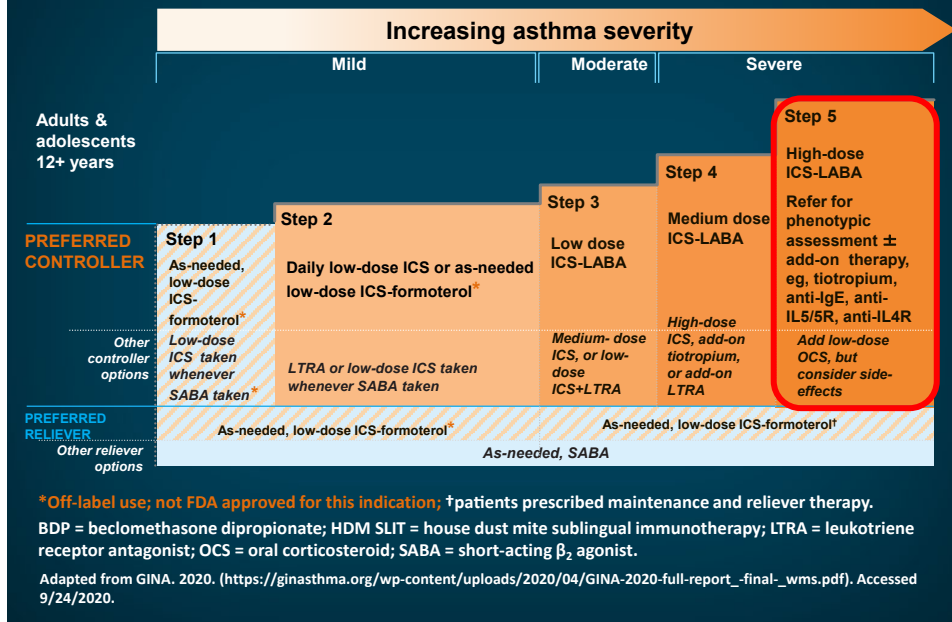 Increasing asthma severity
Mild
Moderate
Severe
Adults &
adolescents
12+ years
PREFERRED
CONTROLLER
Step 1
As-needed,
low-dose
ICS-
formoterol*
Step 2
Daily low-dose ICS or as-needed
low-dose ICS-formoterol*
Step 3
Low dose
ICS-LABA
Step 4
Medium dose
ICS-LABA
Step 5
High-dose
ICS-LABA
Refer for
phenotypic
assessment ±
add-on therapy,
eg, tiotropium,
anti-IgE, anti-
IL5/5R, anti-IL4R
Other
controller
options
Low-dose
ICS taken
whenever
SABA taken*
LTRA or low-dose ICS taken
whenever SABA taken
Medium- dose
ICS, or low-
dose
ICS+LTRA
High-dose
ICS, add-on
tiotropium,
or add-on
LTRA
Add low-dose
OCS, but
consider side-
effects
PREFERRED
RELIEVER
As-needed, low-dose ICS-formoterol*
As-needed, low-dose ICS-formoterol†
Other reliever
options
As-needed, SABA
*Off-label use; not FDA approved for this indication; †patients prescribed maintenance and reliever therapy.
BDP = beclomethasone dipropionate; HDM SLIT = house dust mite sublingual immunotherapy; LTRA = leukotriene
receptor antagonist; OCS = oral corticosteroid; SABA = short-acting β2 agonist.
Adapted from GINA. 2020. (https://ginasthma.org/wp-content/uploads/2020/04/GINA-2020-full-report_-final-_wms.pdf). Accessed
9/24/2020.